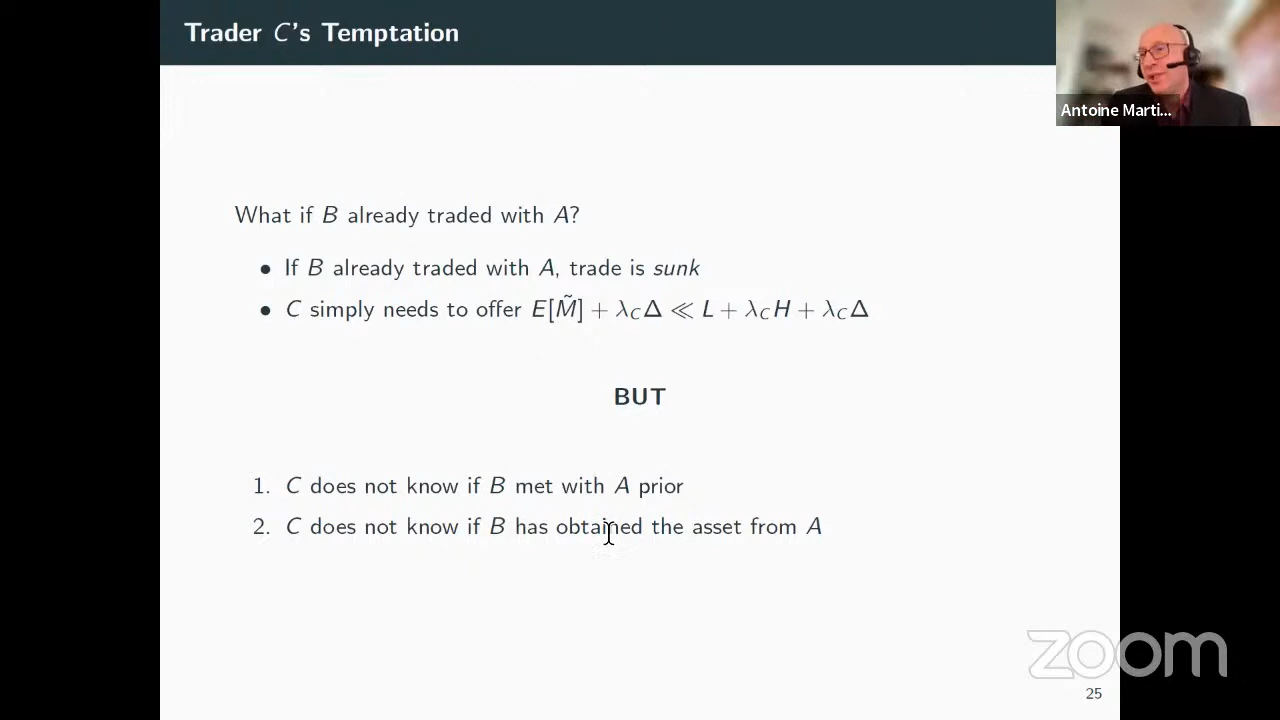 Trader C's Temptation
Antoine Marti...
What if B already traded with A?
• If B already traded with A, trade is sunk
• C simply needs to offer E[M̃] + λ_CΔ ≪ L + λ_CH + λ_CΔ
BUT
1. C does not know if B met with A prior
2. C does not know if B has obtained the asset from A
zoom
25